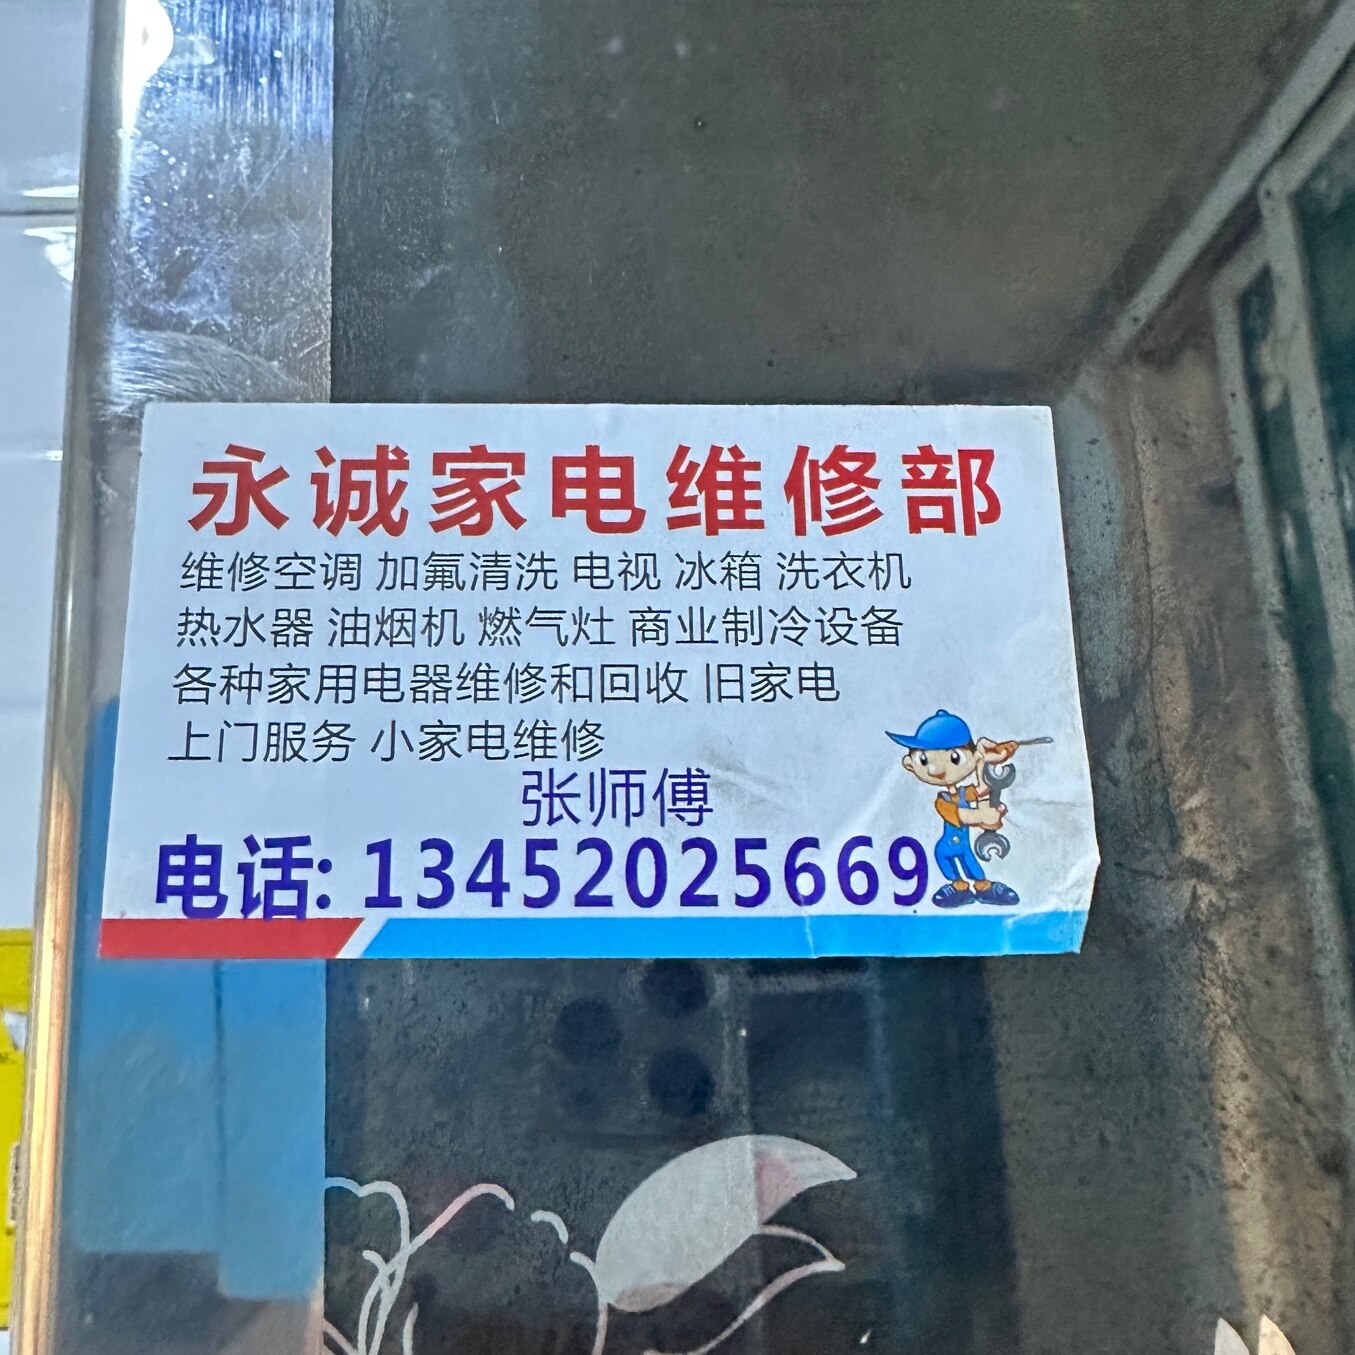 永诚家电维修部
维修空调 加氟清洗 电视 冰箱 洗衣机
热水器 油烟机 燃气灶 商业制冷设备
各种家用电器维修和回收 旧家电
上门服务 小家电维修
张师傅
电话: 13452025669